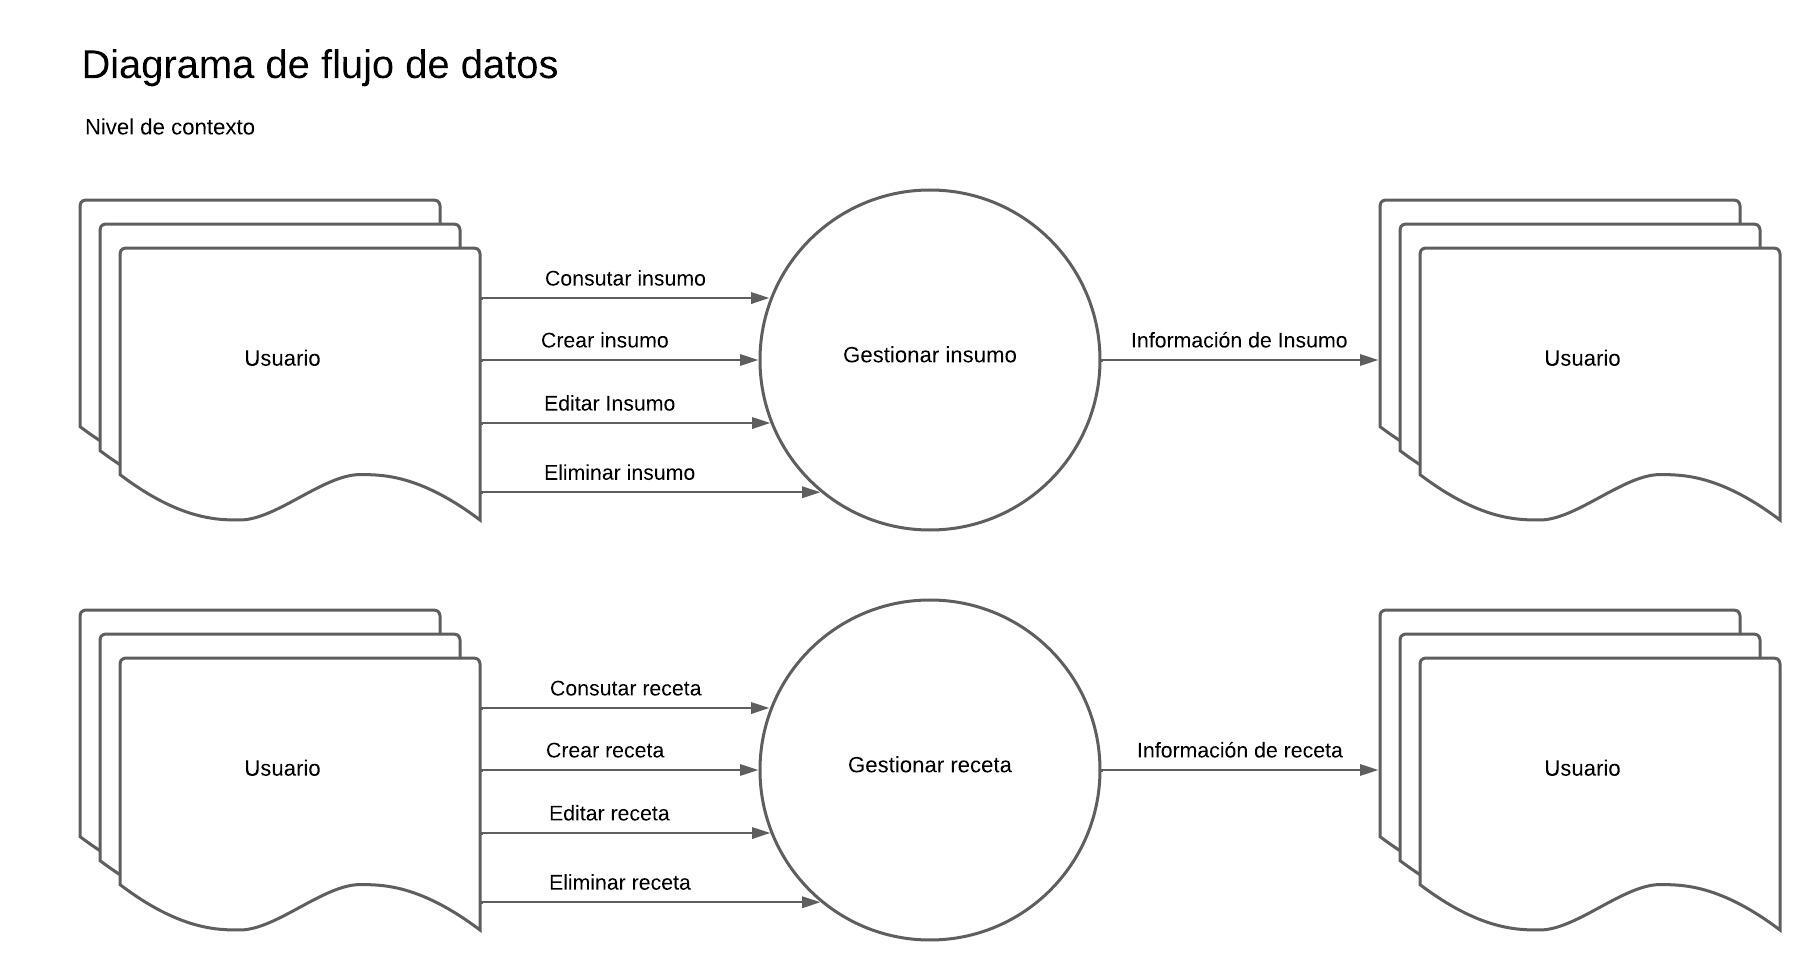 Diagrama de flujo de datos
Nivel de contexto
Consutar insumo
Crear insumo
Editar Insumo
Eliminar insumo
Usuario
Gestionar insumo
Información de Insumo
Usuario
Consutar receta
Crear receta
Editar receta
Eliminar receta
Usuario
Gestionar receta
Información de receta
Usuario